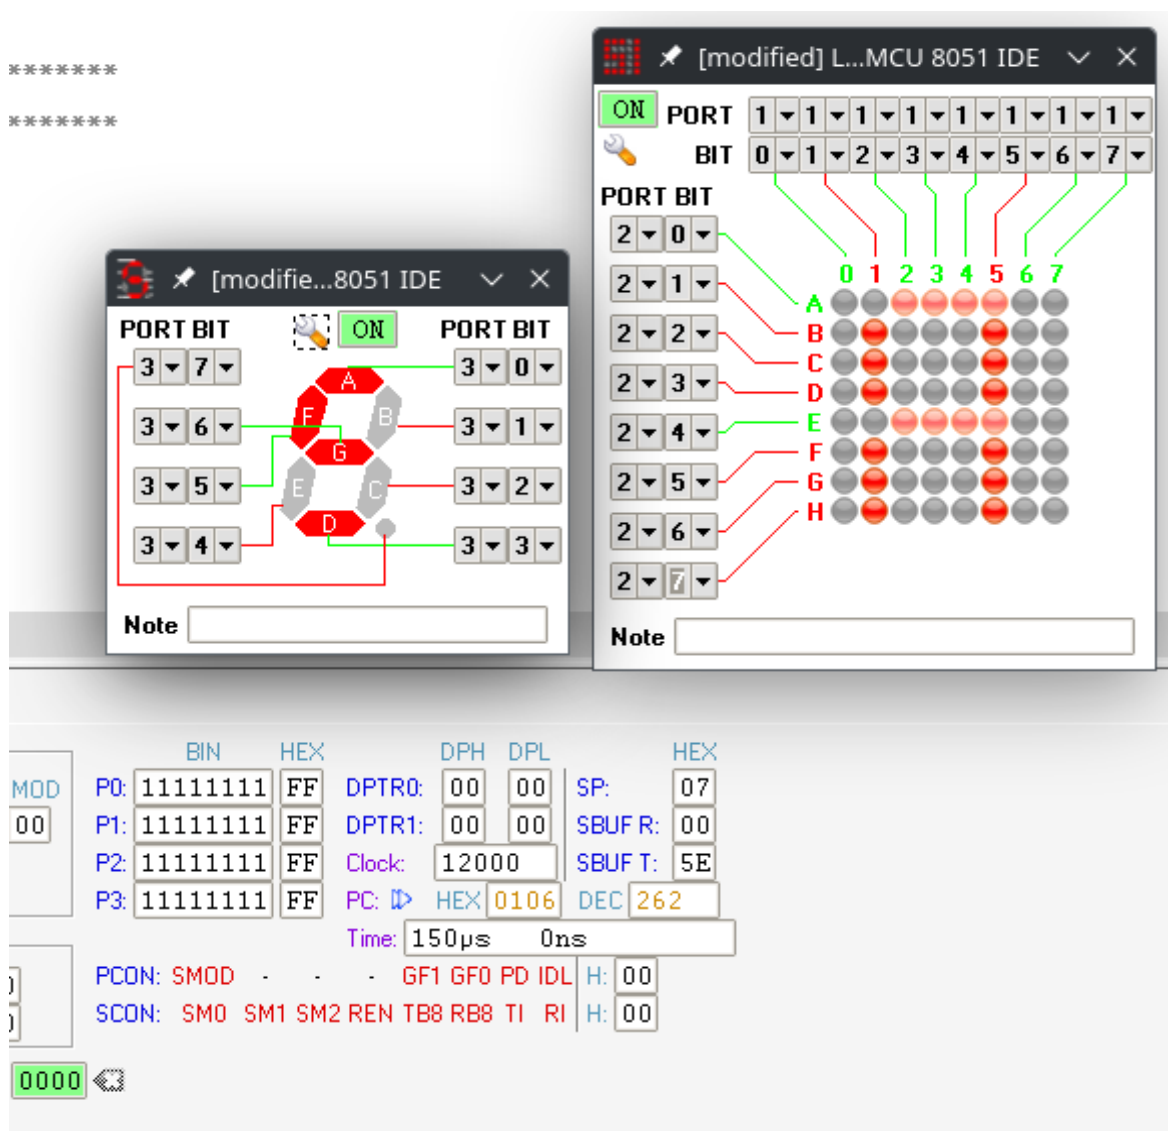 *******
*******
[modified] L...MCU 8051 IDE
ON PORT 1 1 1 1 1 1 1 1
BIT 0 1 2 3 4 5 6 7
PORT BIT
2 0
2 1
2 2
2 3
2 4
2 5
2 6
2 7
0 1 2 3 4 5 6 7
A
B
C
D
E
F
G
H
Note
[modifie...8051 IDE
PORT BIT ON PORT BIT
3 7 3 0
3 6 3 1
3 5 3 2
3 4 3 3
A
F B
G
E C
D
Note
BIN HEX DPH DPL HEX
MOD P0: 11111111 FF DPTR0: 00 00 SP: 07
00 P1: 11111111 FF DPTR1: 00 00 SBUF R: 00
P2: 11111111 FF Clock: 12000 SBUF T: 5E
P3: 11111111 FF PC: HEX 0106 DEC 262
Time: 150µs 0ns
PCON: SMOD - - - GF1 GF0 PD IDL H: 00
SCON: SM0 SM1 SM2 REN TB8 RB8 TI RI H: 00
0000